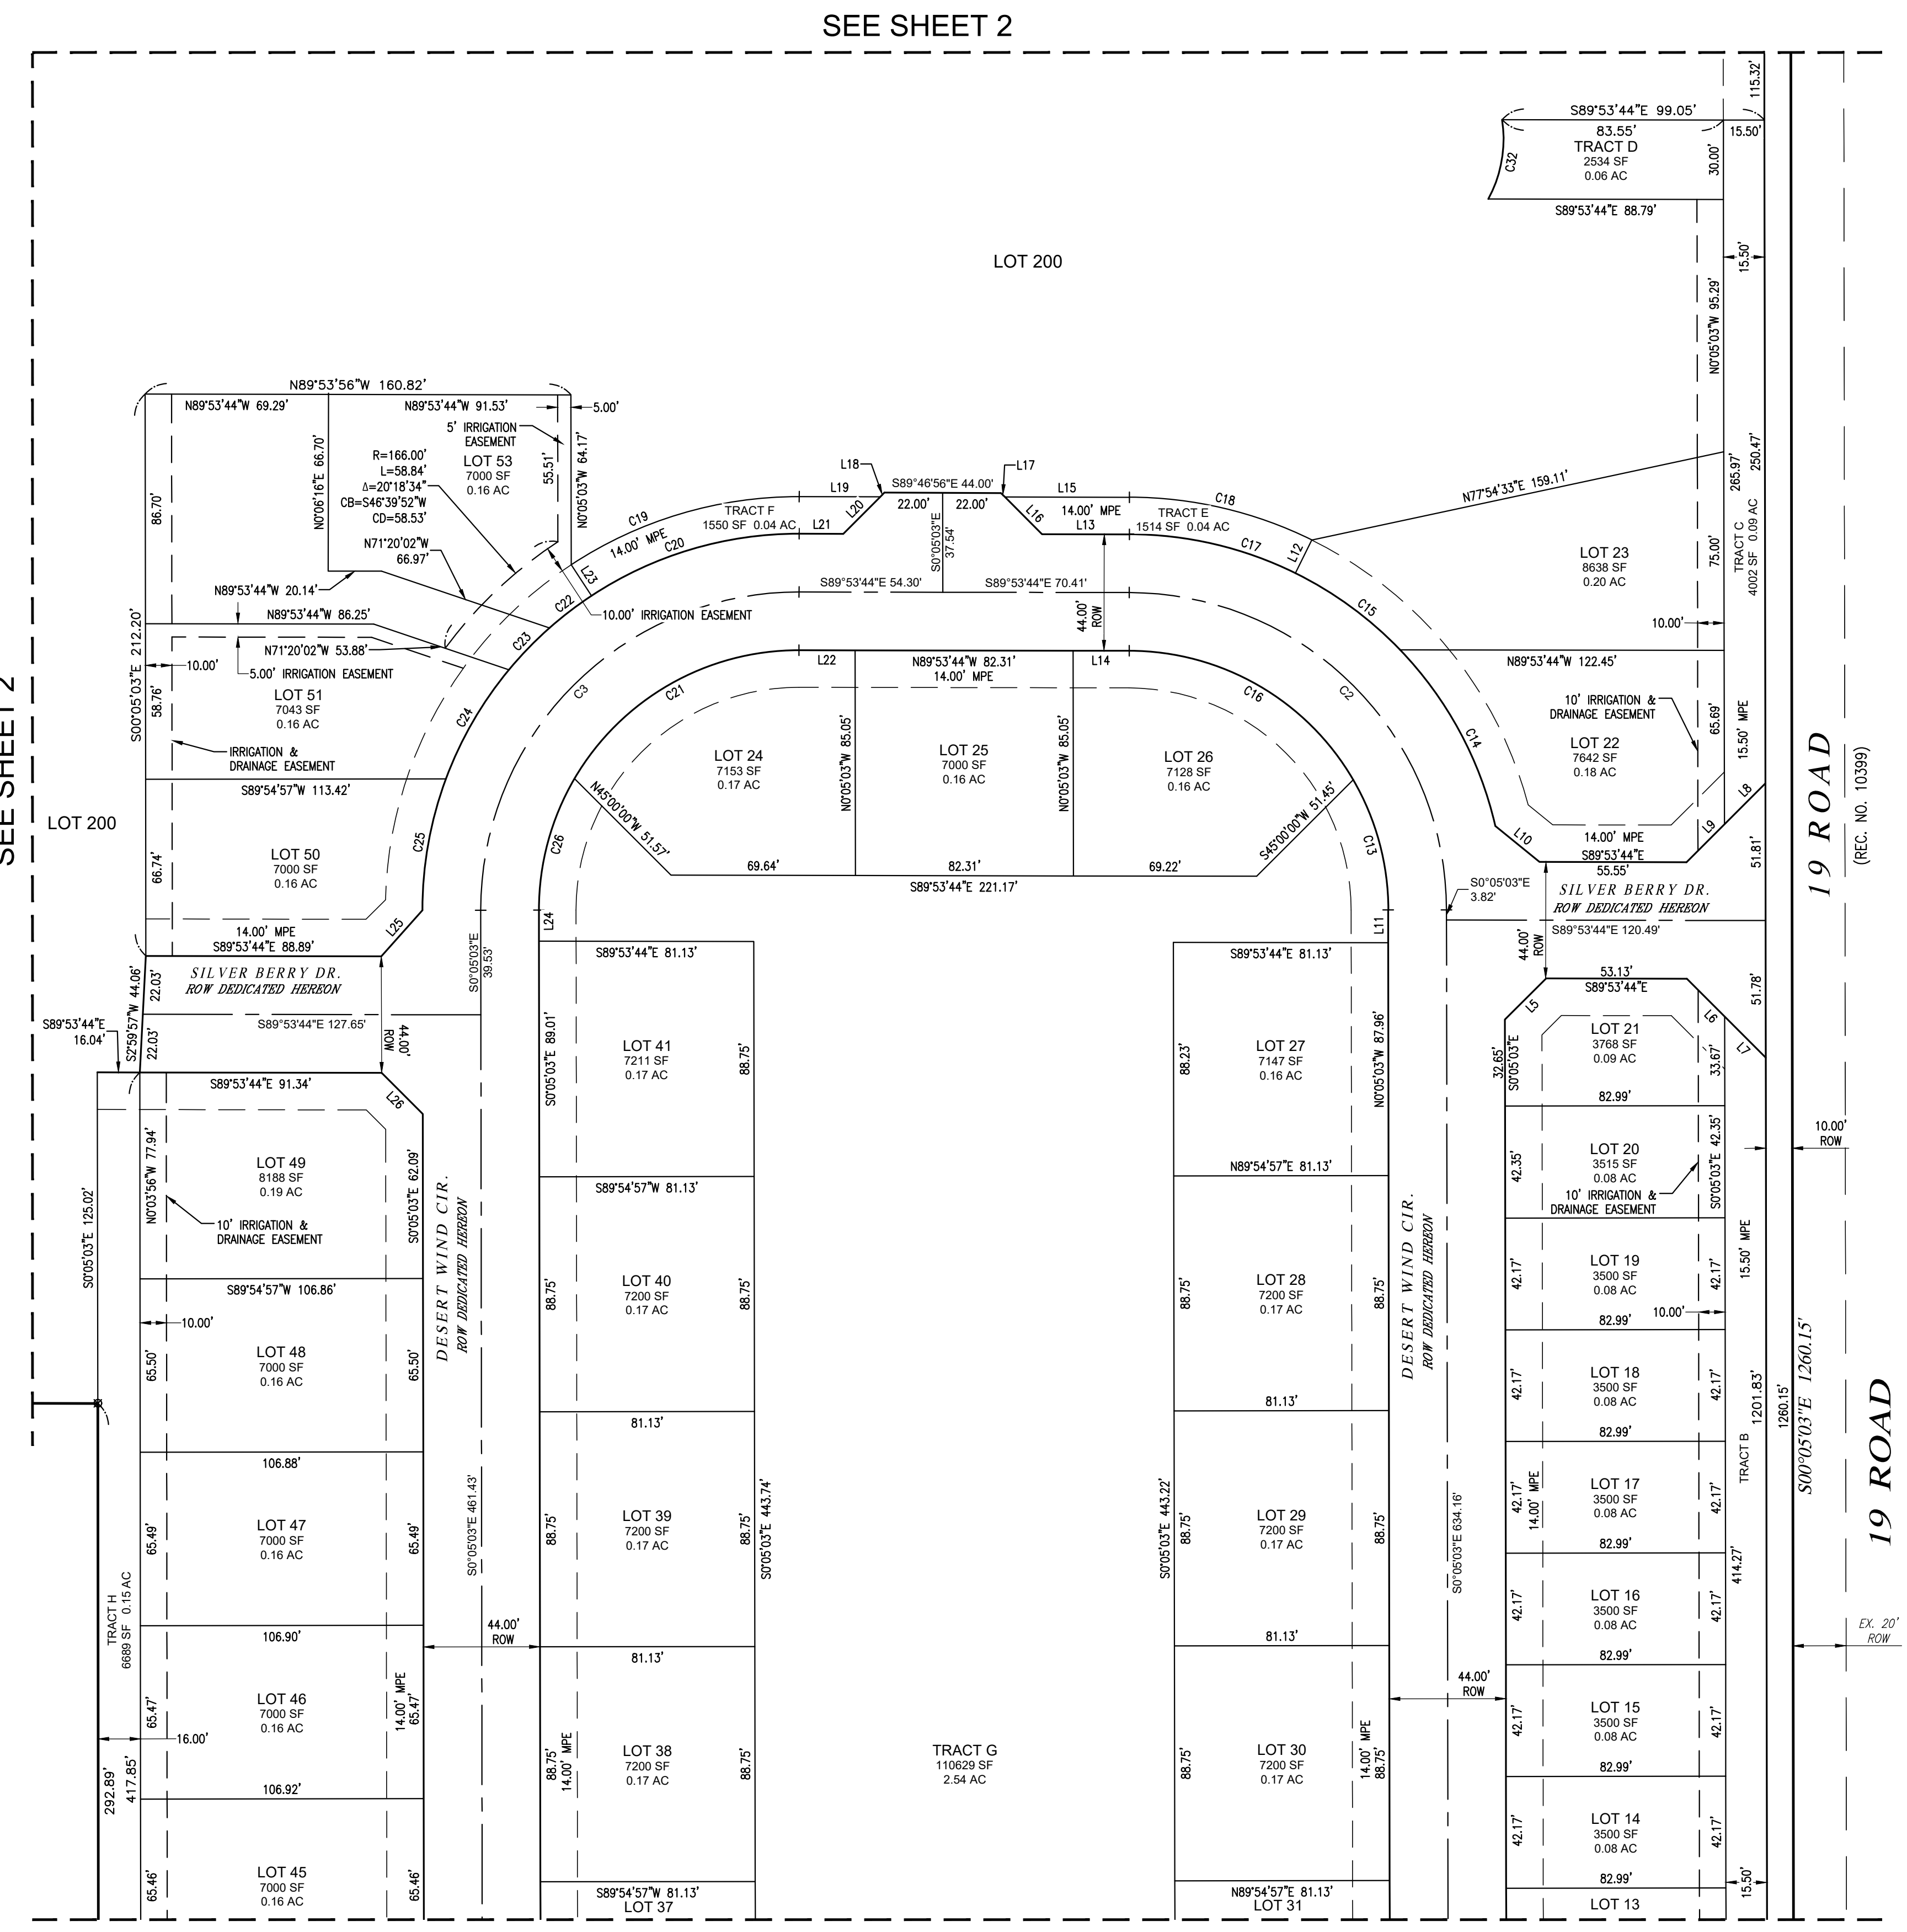 SEE SHEET 2
SEE SHEET 2
S89°53'44"E 99.05'
83.55'
15.50'
115.32'
TRACT D
2534 SF
0.06 AC
C32
30.00'
S89°53'44"E 88.79'
15.50'
N0°05'03"W 95.29'
LOT 200
N89°53'56"W 160.82'
N89°53'44"W 69.29'
N89°53'44"W 91.53'
5.00'
5' IRRIGATION
EASEMENT
LOT 53
7000 SF
0.16 AC
R=166.00'
L=58.84'
Δ=20°18'34"
CB=S46°39'52"W
CD=58.53'
N71°20'02"W
66.97'
N0°06'16"E 66.70'
55.51'
N0°05'03"W 64.17'
86.70'
N89°53'44"W 20.14'
N89°53'44"W 86.25'
N71°20'02"W 53.88'
10.00'
5.00' IRRIGATION EASEMENT
10.00' IRRIGATION EASEMENT
S00°05'03"E 212.20'
58.76'
LOT 51
7043 SF
0.16 AC
IRRIGATION &
DRAINAGE EASEMENT
S89°54'57"W 113.42'
LOT 200
LOT 50
7000 SF
0.16 AC
66.74'
14.00' MPE
S89°53'44"E 88.89'
L25
C25
C24
C23
C22
L23
C19
14.00' MPE
C20
TRACT F
1550 SF 0.04 AC
L19
L18
L20
L21
S89°46'56"E 44.00'
22.00'
22.00'
L17
L16
L15
14.00' MPE
L13
S0°05'03"E
37.54'
TRACT E
1514 SF 0.04 AC
C18
C17
L12
S89°53'44"E 54.30'
S89°53'44"E 70.41'
44.00'
ROW
C3
C2
C15
C14
N77°54'33"E 159.11'
LOT 23
8638 SF
0.20 AC
265.97'
250.47'
75.00'
TRACT C
4002 SF 0.09 AC
10.00'
N89°53'44"W 122.45'
10' IRRIGATION &
DRAINAGE EASEMENT
65.69'
15.50' MPE
LOT 22
7642 SF
0.18 AC
L8
L9
L10
14.00' MPE
S89°53'44"E
55.55'
51.81'
19 ROAD
(REC. NO. 10399)
L22
N89°53'44"W 82.31'
14.00' MPE
L14
C21
C16
LOT 24
7153 SF
0.17 AC
N0°05'03"W 85.05'
LOT 25
7000 SF
0.16 AC
N0°05'03"W 85.05'
LOT 26
7128 SF
0.16 AC
N45°00'00"W 51.57'
S45°00'00"W 51.45'
C26
C13
69.64'
82.31'
69.22'
S89°53'44"E 221.17'
S0°05'03"E
3.82'
SILVER BERRY DR.
ROW DEDICATED HEREON
S89°53'44"E 120.49'
44.00'
ROW
53.13'
S89°53'44"E
51.78'
L24
L11
S0°05'03"E
39.53'
S89°53'44"E 81.13'
S89°53'44"E 81.13'
SILVER BERRY DR.
ROW DEDICATED HEREON
S2°59'57"W 44.06'
22.03'
22.03'
S89°53'44"E 127.65'
44.00'
ROW
S89°53'44"E
16.04'
S89°53'44"E 91.34'
L26
S0°05'03"E 89.01'
LOT 41
7211 SF
0.17 AC
88.75'
88.23'
LOT 27
7147 SF
0.16 AC
N0°05'03"W 87.96'
L5
L6
L7
LOT 21
3768 SF
0.09 AC
32.65'
S0°05'03"E
33.67'
82.99'
N0°03'56"W 77.94'
LOT 49
8188 SF
0.19 AC
S0°05'03"E 62.09'
S0°05'03"E 125.02'
10' IRRIGATION &
DRAINAGE EASEMENT
S89°54'57"W 106.86'
S89°54'57"W 81.13'
N89°54'57"E 81.13'
DESERT WIND CIR.
ROW DEDICATED HEREON
DESERT WIND CIR.
ROW DEDICATED HEREON
LOT 20
3515 SF
0.08 AC
42.35'
S0°05'03"E 42.35'
10' IRRIGATION &
DRAINAGE EASEMENT
10.00'
ROW
15.50' MPE
10.00'
65.50'
LOT 48
7000 SF
0.16 AC
65.50'
88.75'
LOT 40
7200 SF
0.17 AC
88.75'
88.75'
LOT 28
7200 SF
0.17 AC
88.75'
42.17'
LOT 19
3500 SF
0.08 AC
42.17'
10.00'
82.99'
42.17'
LOT 18
3500 SF
0.08 AC
42.17'
82.99'
1201.83'
1260.15'
S00°05'03"E 1260.15'
19 ROAD
106.88'
81.13'
81.13'
65.49'
LOT 47
7000 SF
0.16 AC
65.49'
S0°05'03"E 461.43'
88.75'
LOT 39
7200 SF
0.17 AC
88.75'
S0°05'03"E 443.74'
S0°05'03"E 443.22'
88.75'
LOT 29
7200 SF
0.17 AC
88.75'
S0°05'03"E 634.16'
42.17'
14.00' MPE
LOT 17
3500 SF
0.08 AC
42.17'
TRACT B
82.99'
414.27'
42.17'
LOT 16
3500 SF
0.08 AC
42.17'
82.99'
EX. 20'
ROW
TRACT H
6689 SF 0.15 AC
106.90'
44.00'
ROW
81.13'
81.13'
44.00'
ROW
65.47'
LOT 46
7000 SF
0.16 AC
14.00' MPE
65.47'
16.00'
292.89'
417.85'
106.92'
88.75'
14.00' MPE
LOT 38
7200 SF
0.17 AC
88.75'
TRACT G
110629 SF
2.54 AC
88.75'
LOT 30
7200 SF
0.17 AC
14.00' MPE
88.75'
42.17'
LOT 15
3500 SF
0.08 AC
42.17'
82.99'
42.17'
LOT 14
3500 SF
0.08 AC
42.17'
82.99'
15.50'
65.46'
LOT 45
7000 SF
0.16 AC
65.46'
S89°54'57"W 81.13'
LOT 37
N89°54'57"E 81.13'
LOT 31
LOT 13